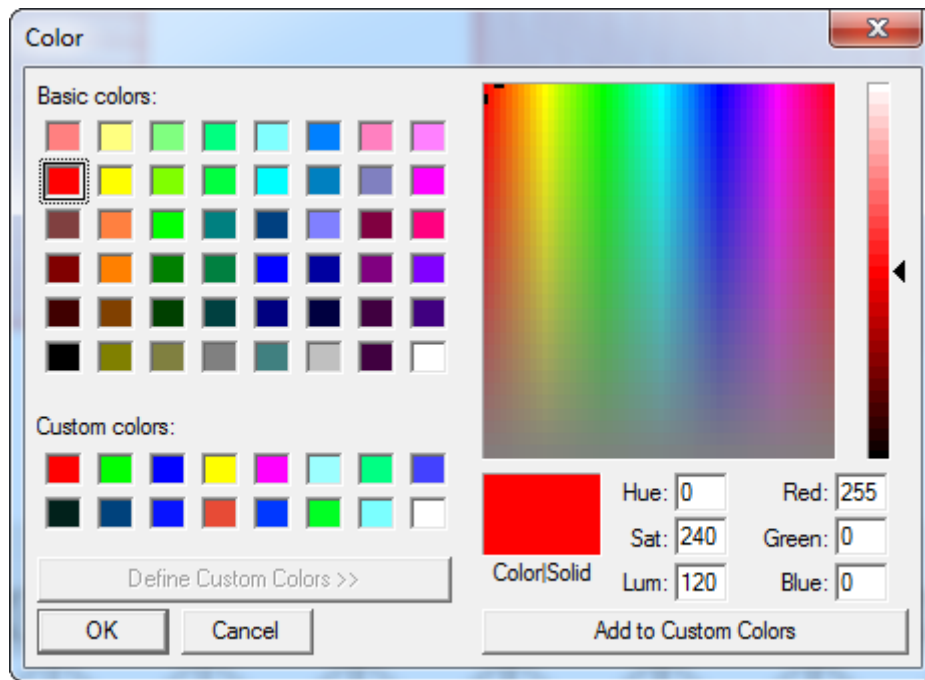 Color
Basic colors:
Custom colors:
Define Custom Colors >>
OK
Cancel
Color|Solid
Hue: 0
Sat: 240
Lum: 120
Red: 255
Green: 0
Blue: 0
Add to Custom Colors